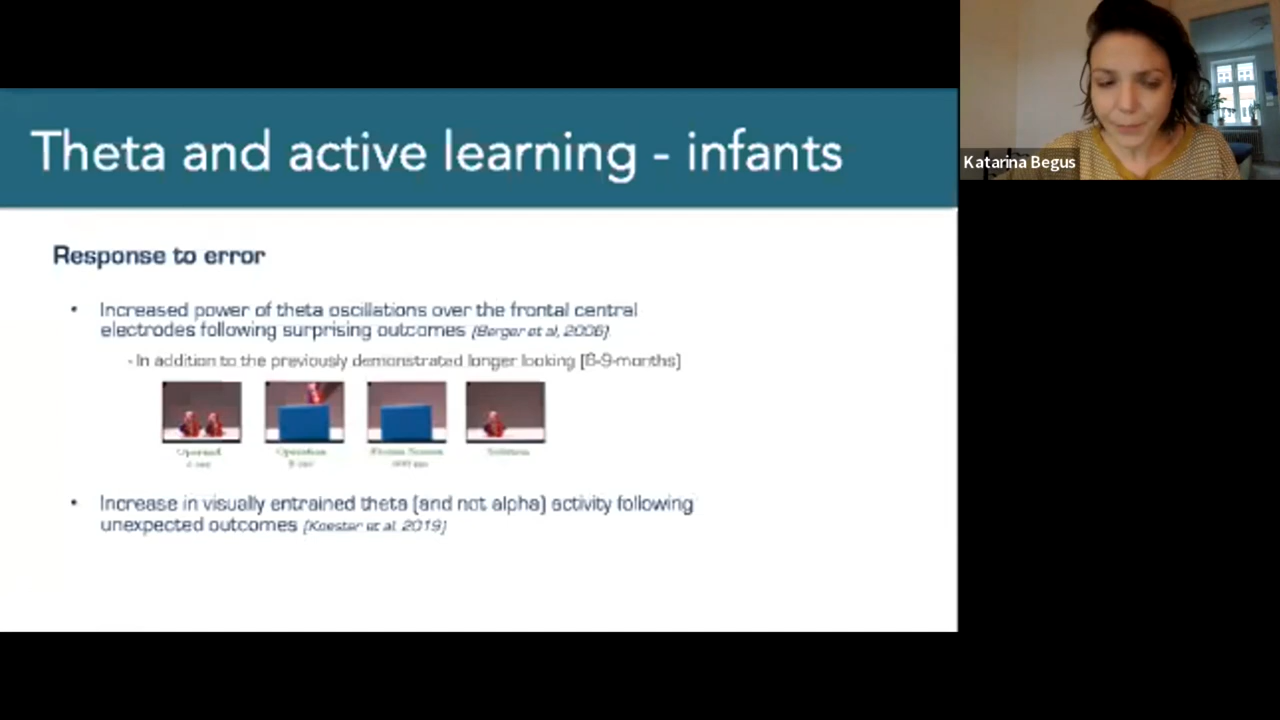 Theta and active learning - infants
Katarina Begus
Response to error
• Increased power of theta oscillations over the frontal central
electrodes following surprising outcomes (Berger et al, 2006).
- In addition to the previously demonstrated longer looking [6-9-months]
• Increase in visually entrained theta (and not alpha) activity following
unexpected outcomes (Koester et al. 2019)